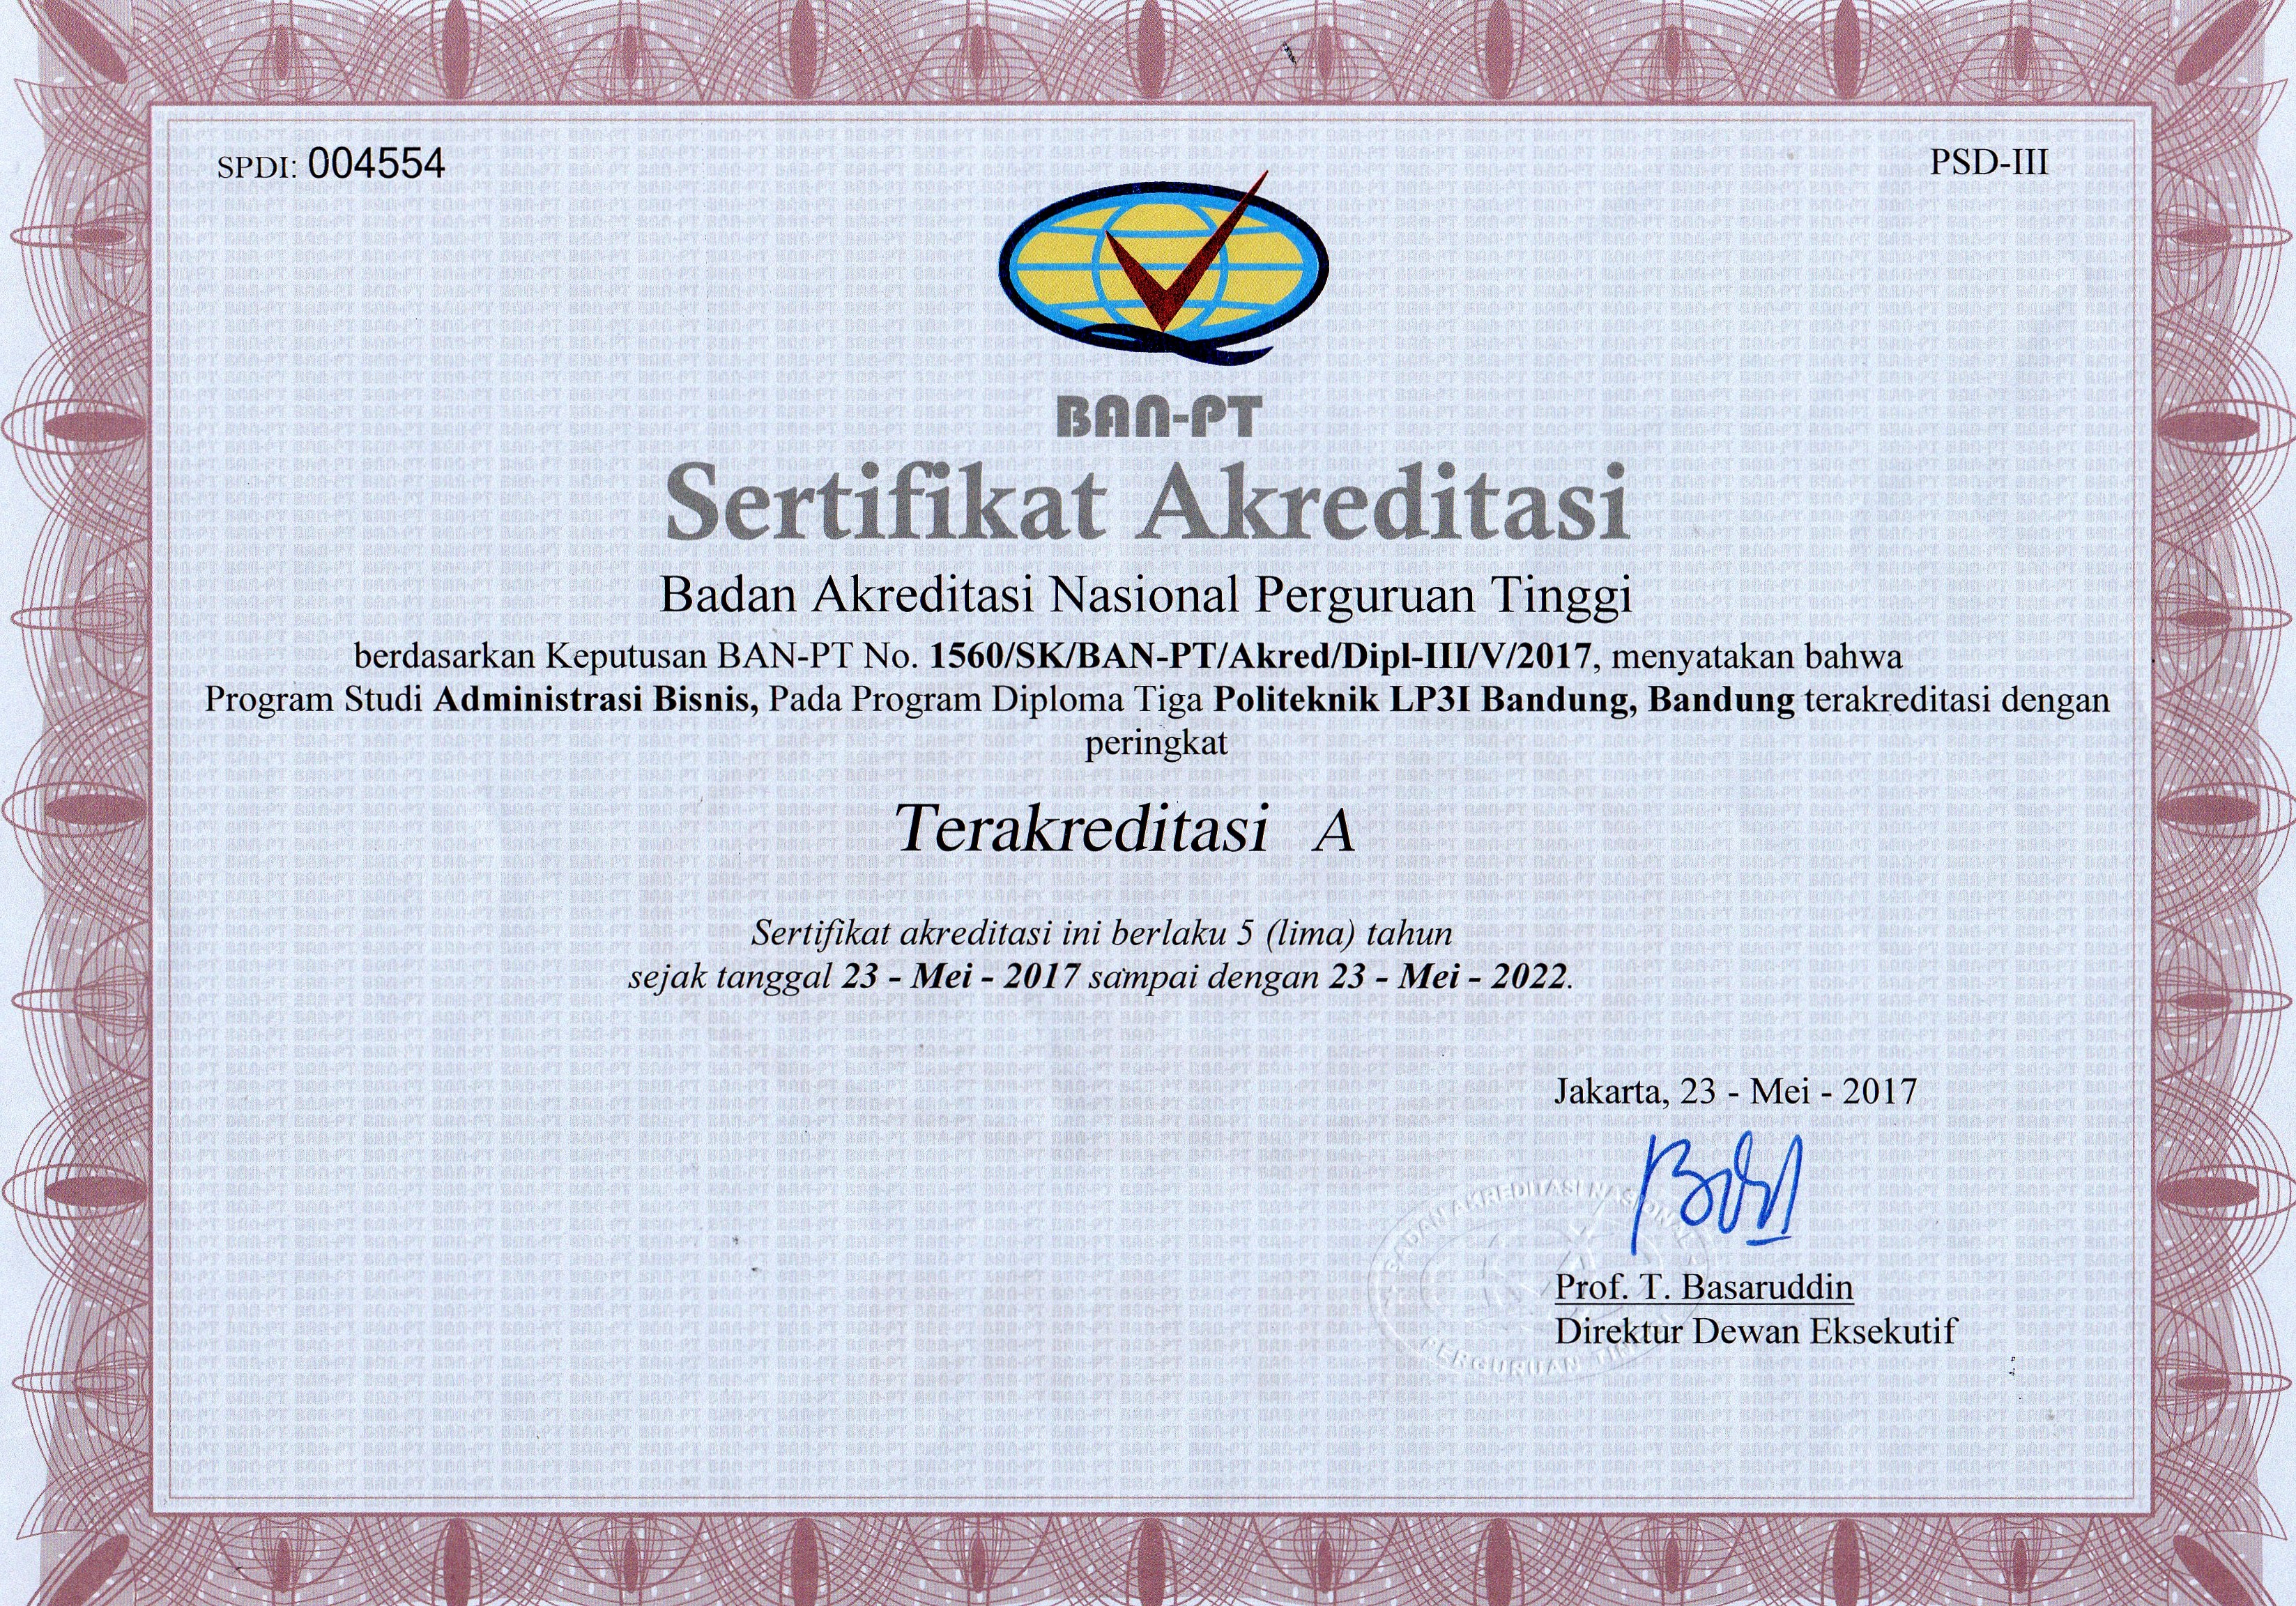 SPDI: 004554
PSD-III
BAN-PT
Sertifikat Akreditasi
Badan Akreditasi Nasional Perguruan Tinggi
berdasarkan Keputusan BAN-PT No. 1560/SK/BAN-PT/Akred/Dipl-III/V/2017, menyatakan bahwa
Program Studi Administrasi Bisnis, Pada Program Diploma Tiga Politeknik LP3I Bandung, Bandung terakreditasi dengan
peringkat
Terakreditasi A
Sertifikat akreditasi ini berlaku 5 (lima) tahun
sejak tanggal 23 - Mei - 2017 sampai dengan 23 - Mei - 2022.
Jakarta, 23 - Mei - 2017
BADAN AKREDITASI NASIONAL
PERGURUAN
Prof. T. Basaruddin
Direktur Dewan Eksekutif